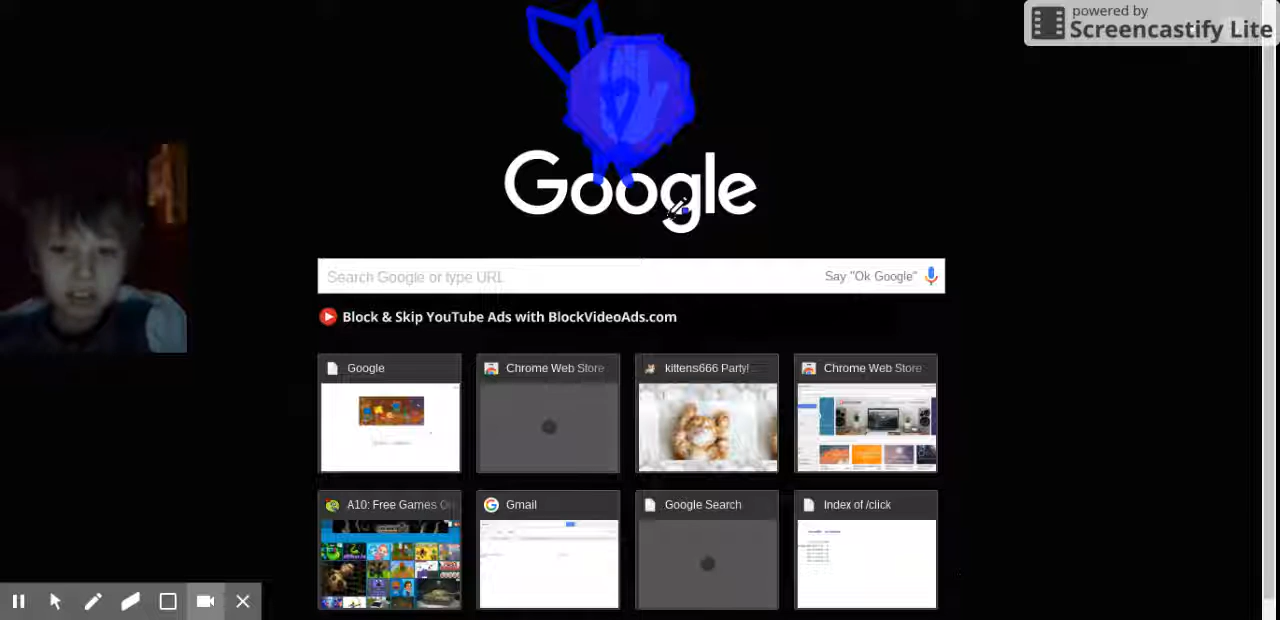 powered by
Screencastify Lite
Google
Search Google or type URL
Say "Ok Google"
Block & Skip YouTube Ads with BlockVideoAds.com
Google
Chrome Web Store
kittens666 Party!
Chrome Web Store
A10: Free Games On
Gmail
Google Search
Index of /click